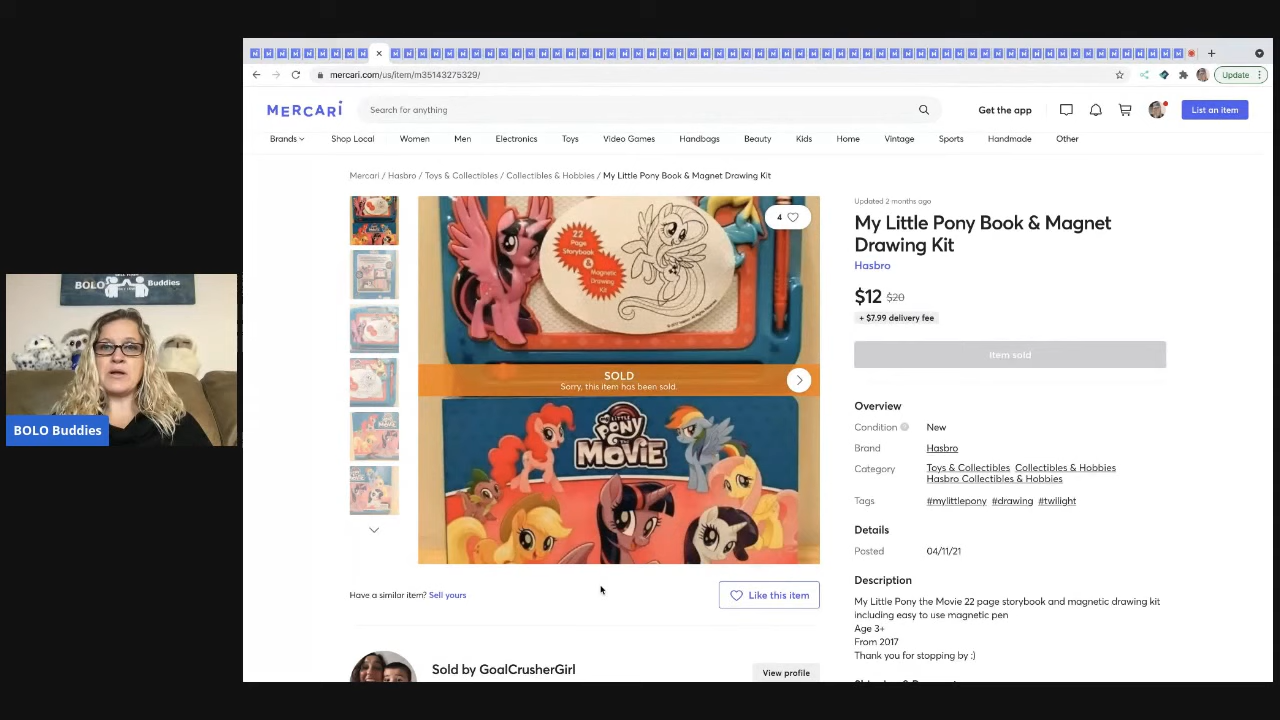 mercari.com/us/item/m35143275329/
Update
MERCARI
Search for anything
Get the app
List an item
Brands
Shop Local
Women
Men
Electronics
Toys
Video Games
Handbags
Beauty
Kids
Home
Vintage
Sports
Handmade
Other
Mercari / Hasbro / Toys & Collectibles / Collectibles & Hobbies / My Little Pony Book & Magnet Drawing Kit
4
22
Page
Storybook
&
Magnetic
Drawing
Kit
SOLD
Sorry, this item has been sold.
MY LITTLE
PONY
THE
MOVIE
Updated 2 months ago
My Little Pony Book & Magnet
Drawing Kit
Hasbro
$12 $20
+ $7.99 delivery fee
Item sold
Overview
Condition New
Brand Hasbro
Category Toys & Collectibles Collectibles & Hobbies
Hasbro Collectibles & Hobbies
Tags #mylittlepony #drawing #twilight
Details
Posted 04/11/21
Description
My Little Pony the Movie 22 page storybook and magnetic drawing kit
including easy to use magnetic pen
Age 3+
From 2017
Thank you for stopping by :)
Have a similar item? Sell yours
Like this item
Sold by GoalCrusherGirl
View profile
BOLO Buddies
BOLO Buddies